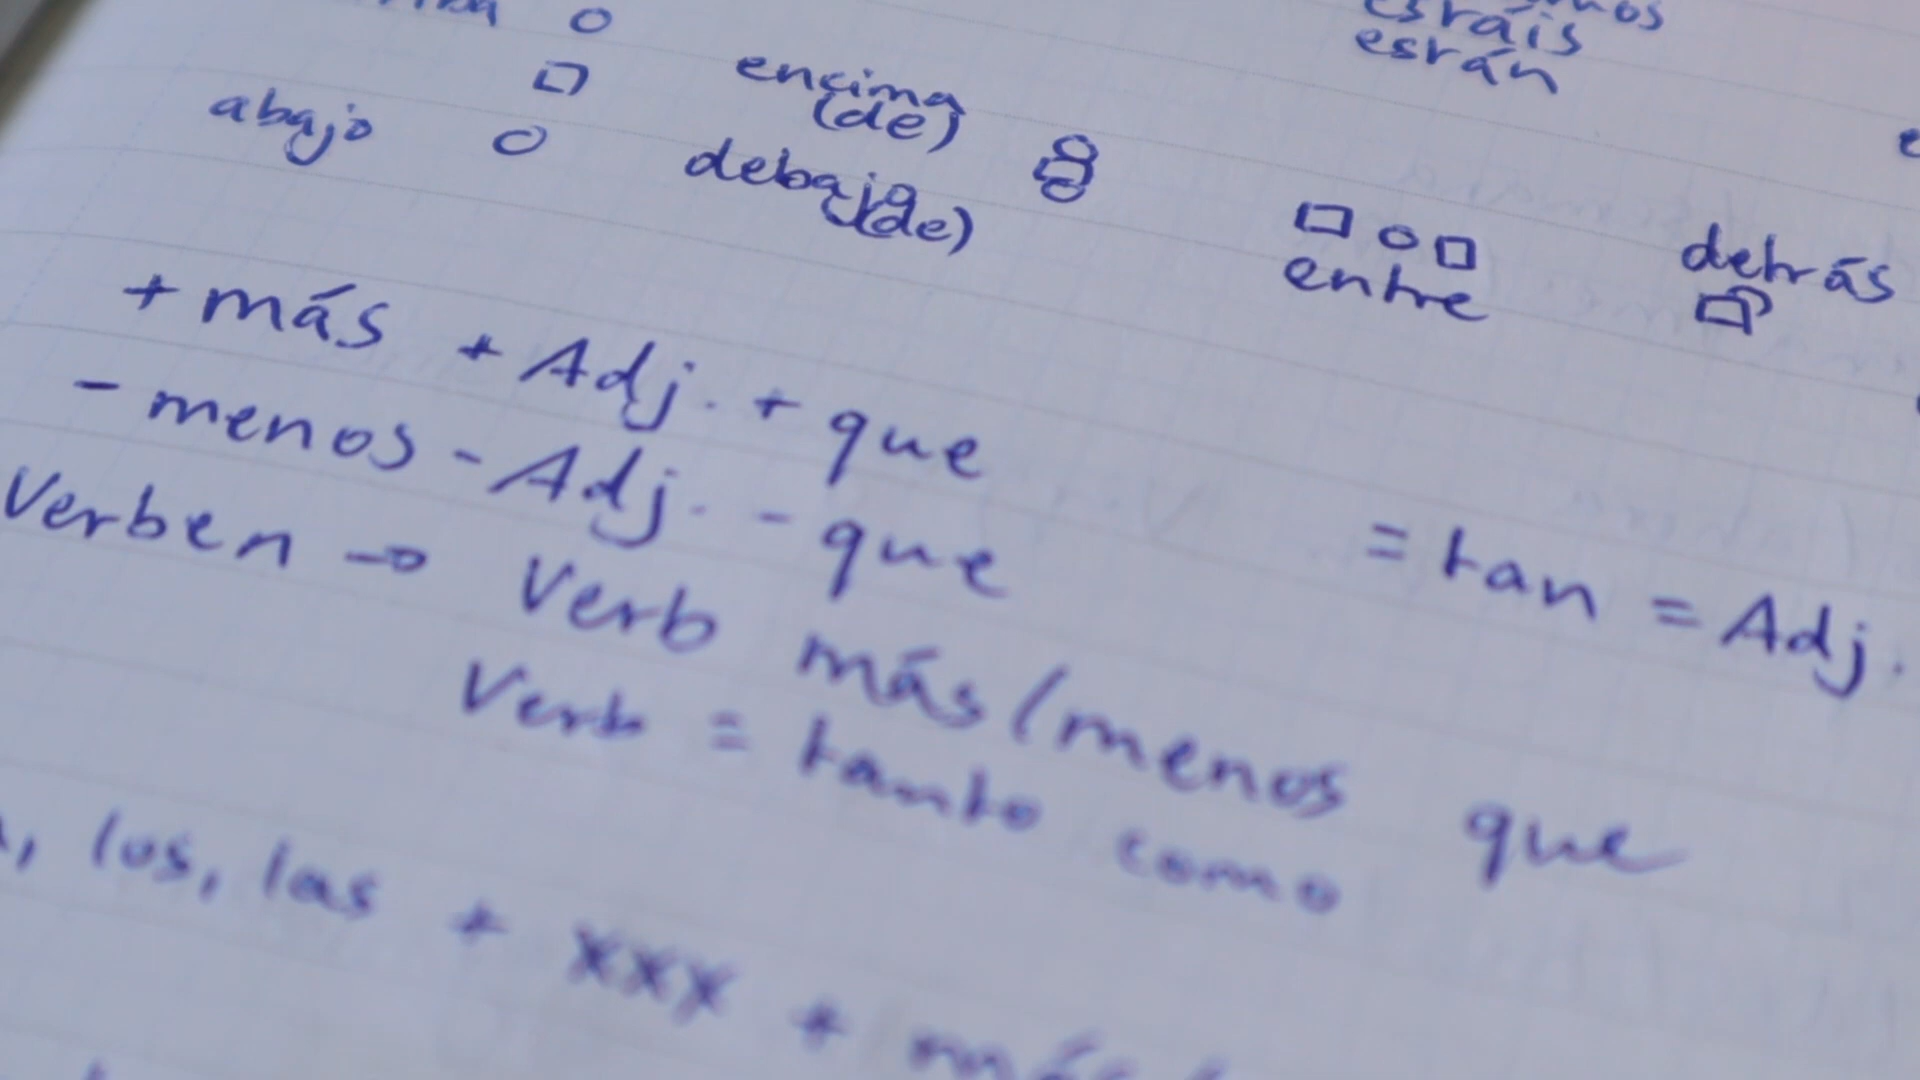 estáis
están
encima
(de)
abajo
debajo
(de)
entre
detrás
+ más + Adj. + que
- menos - Adj. - que
= tan = Adj.
Verben → Verb más/menos que
Verb = tanto como
los, las + xxx +